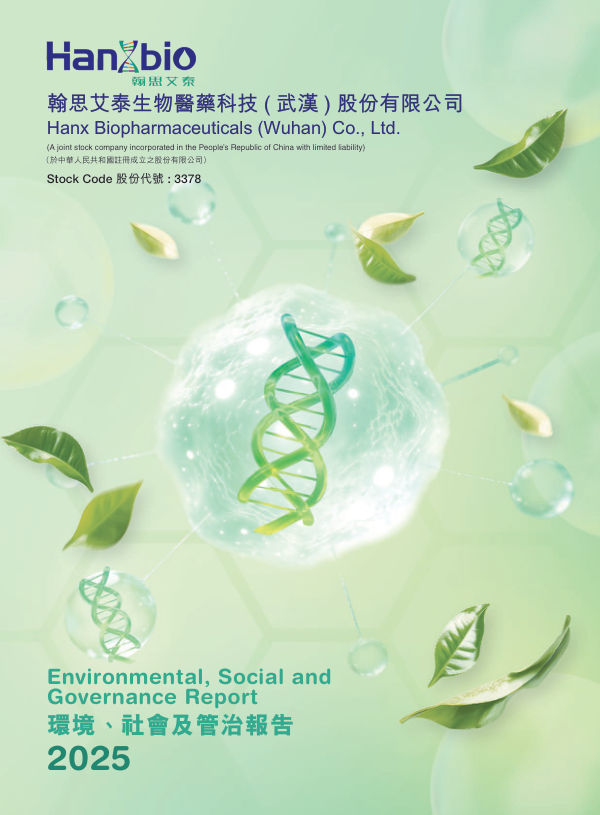 Hanxbio
翰思艾泰
翰思艾泰生物醫藥科技 ( 武漢 ) 股份有限公司
Hanx Biopharmaceuticals (Wuhan) Co., Ltd.
(A joint stock company incorporated in the People's Republic of China with limited liability)
（於中華人民共和國註冊成立之股份有限公司）
Stock Code 股份代號 : 3378
Environmental, Social and
Governance Report
環境、社會及管治報告
2025